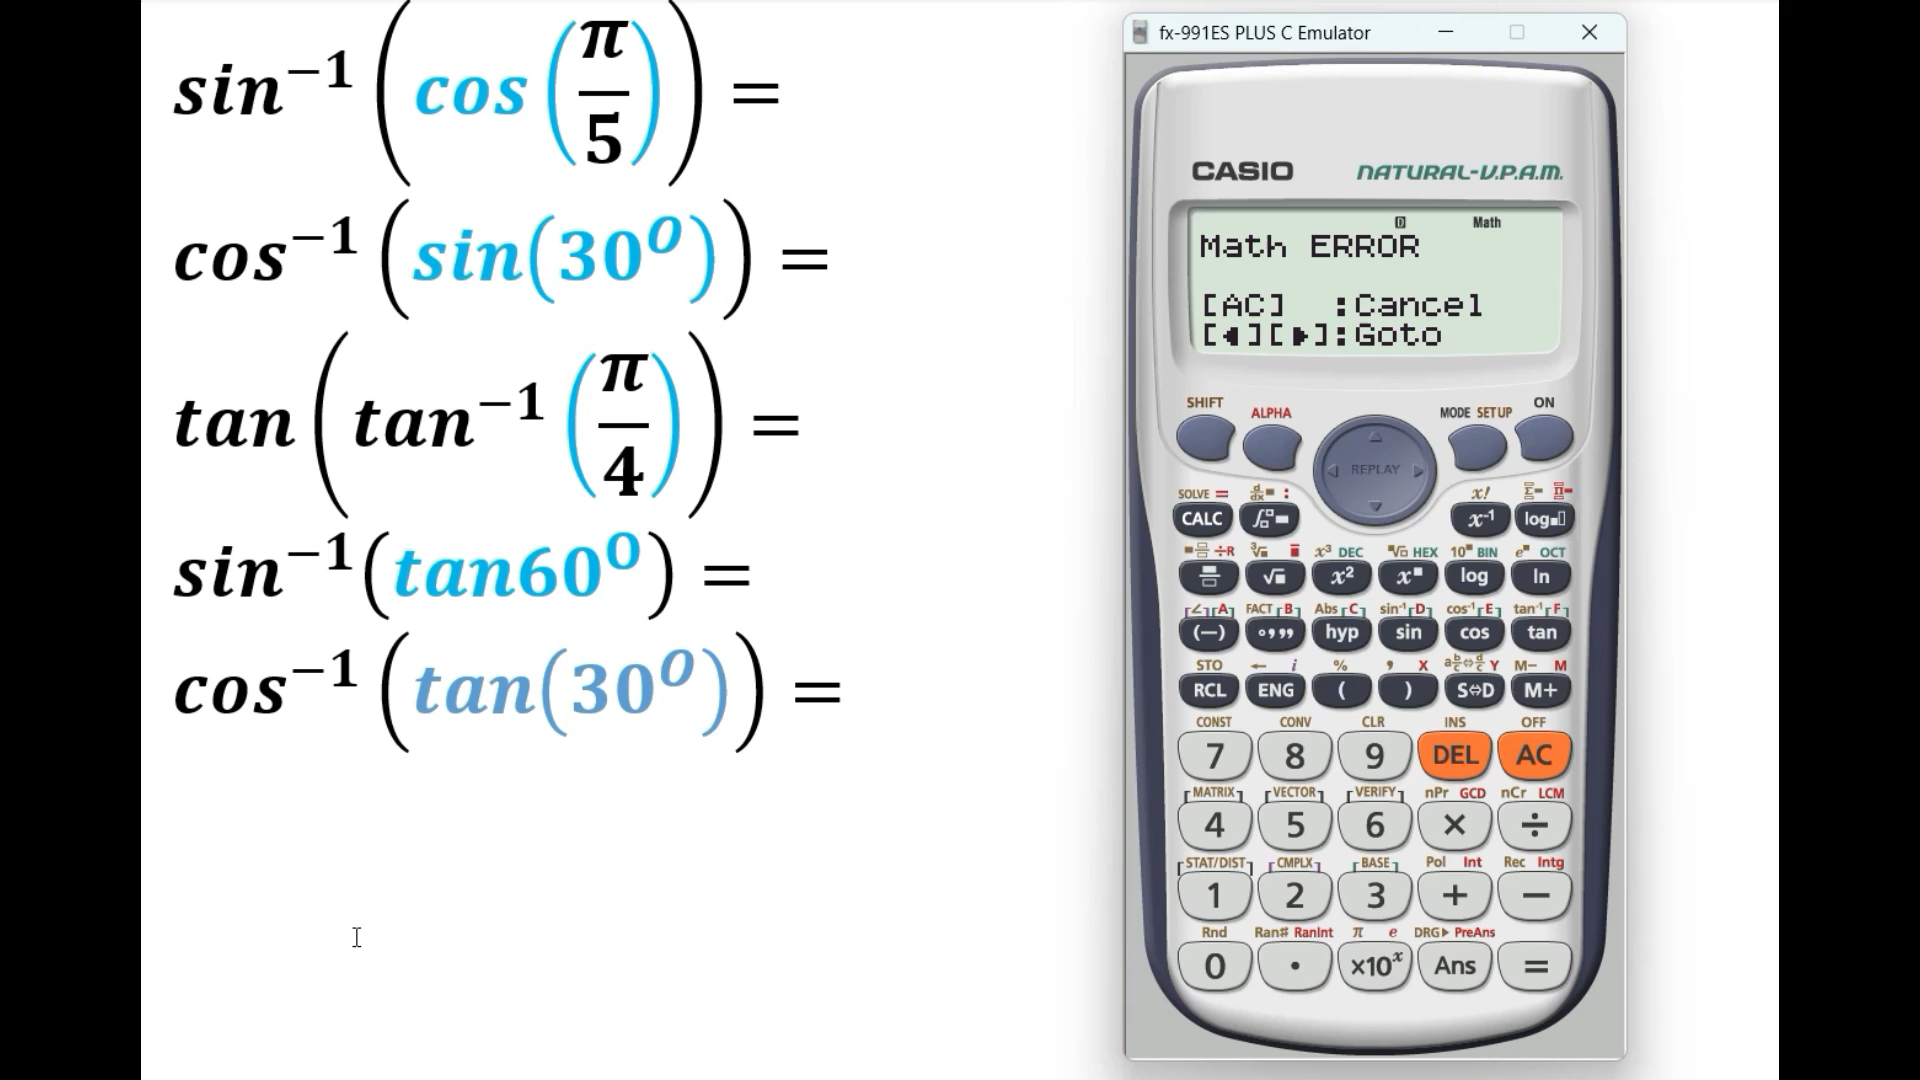 sin⁻¹(cos(π/5)) =
cos⁻¹(sin(30⁰)) =
tan(tan⁻¹(π/4)) =
sin⁻¹(tan60⁰) =
cos⁻¹(tan(30⁰)) =
fx-991ES PLUS C Emulator
CASIO NATURAL-V.P.A.M.
D Math
Math ERROR
[AC] :Cancel
[◀][▶]:Goto
SHIFT ALPHA MODE SETUP ON
REPLAY
SOLVE = d/dx : x! Σ Π
CALC ∫ x⁻¹ log
÷R ³√ x³ DEC √ HEX 10 BIN e OCT
√ x² x log ln
∠ A FACT B Abs C sin⁻¹ D cos⁻¹ E tan⁻¹ F
(−) °,,, hyp sin cos tan
STO ← i % , X a b/c⇔d/c Y M− M
RCL ENG ( ) S⇔D M+
CONST CONV CLR INS OFF
7 8 9 DEL AC
MATRIX VECTOR VERIFY nPr GCD nCr LCM
4 5 6 × ÷
STAT/DIST CMPLX BASE Pol Int Rec Intg
1 2 3 + −
Rnd Ran# RanInt π e DRG▶ PreAns
0 . ×10ˣ Ans =